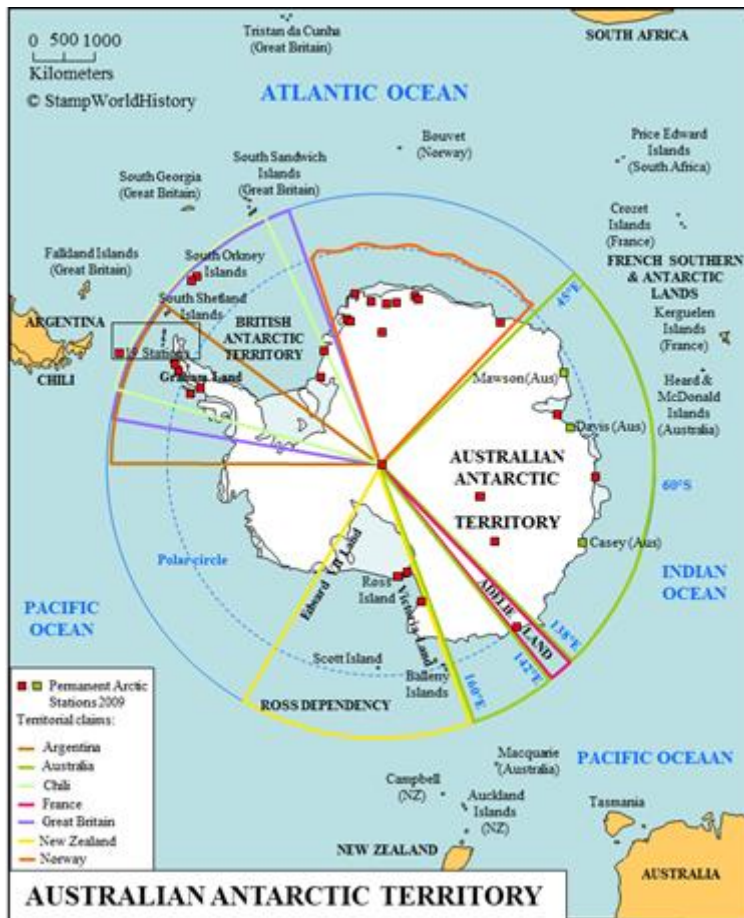 Tristan da Cunha
(Great Britain)
SOUTH AFRICA
0 500 1000
Kilometers
© StampWorldHistory
ATLANTIC OCEAN
Bouvet
(Norway)
Price Edward
Islands
(South Africa)
South Sandwich
Islands
(Great Britain)
South Georgia
(Great Britain)
Crozet
Islands
(France)
Falkland Islands
(Great Britain)
South Orkney
Islands
FRENCH SOUTHERN
& ANTARCTIC
LANDS
45°E
Kerguelen
Islands
(France)
South Shetland
Islands
ARGENTINA
BRITISH
ANTARCTIC
TERRITORY
Stations
CHILI
Graham Land
Mawson (Aus)
Heard &
McDonald
Islands
(Australia)
Davis (Aus)
AUSTRALIAN
ANTARCTIC
TERRITORY
60°S
Casey (Aus)
Polar circle
Edward VII Land
Ross
Island
Victoria Land
ADELIE
LAND
INDIAN
OCEAN
PACIFIC
OCEAN
138°E
142°E
160°E
Scott Island
Balleny
Islands
ROSS DEPENDENCY
Permanent Arctic
Stations 2009
Territorial claims:
Argentina
Australia
Chili
France
Great Britain
New Zealand
Norway
Macquarie
(Australia)
PACIFIC OCEAAN
Campbell
(NZ)
Auckland
Islands
(NZ)
Tasmania
NEW ZEALAND
AUSTRALIA
AUSTRALIAN ANTARCTIC TERRITORY